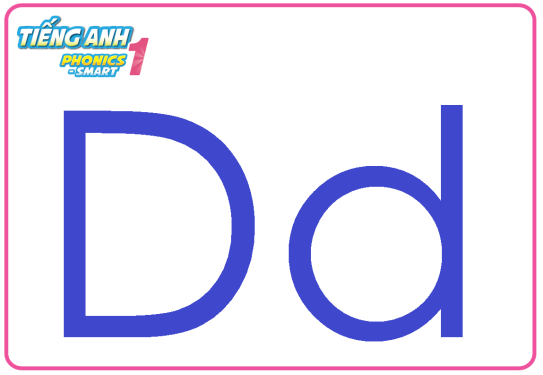 TIẾNG ANH 1
PHONICS
-SMART
Dd